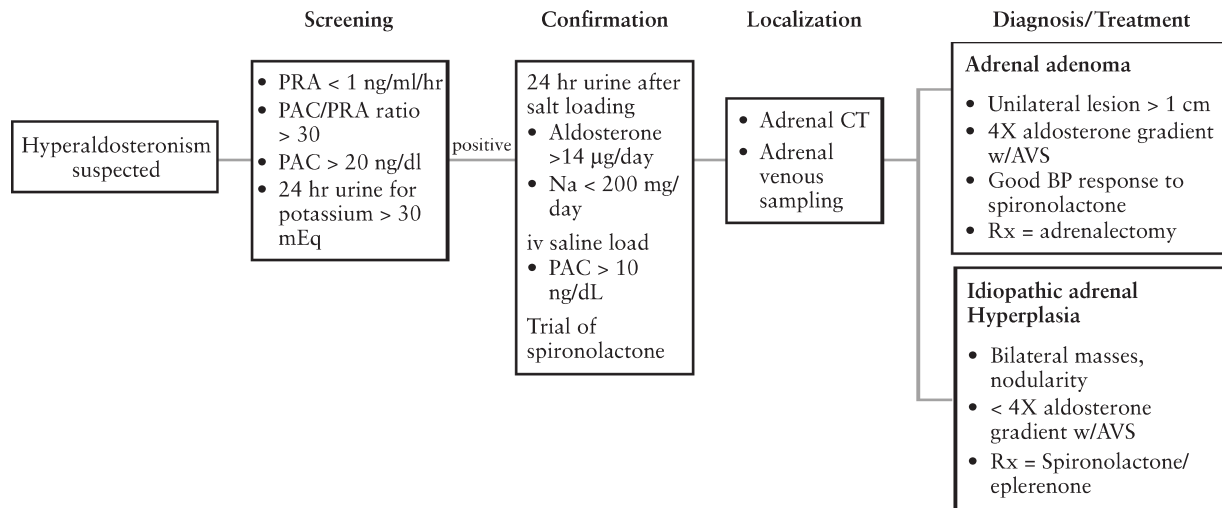 Screening
Confirmation
Localization
Diagnosis/Treatment
Hyperaldosteronism
suspected
• PRA < 1 ng/ml/hr
• PAC/PRA ratio
> 30
• PAC > 20 ng/dl
• 24 hr urine for
potassium > 30
mEq
positive
24 hr urine after
salt loading
• Aldosterone
>14 μg/day
• Na < 200 mg/
day
iv saline load
• PAC > 10
ng/dL
Trial of
spironolactone
• Adrenal CT
• Adrenal
venous
sampling
Adrenal adenoma
• Unilateral lesion > 1 cm
• 4X aldosterone gradient
w/AVS
• Good BP response to
spironolactone
• Rx = adrenalectomy
Idiopathic adrenal
Hyperplasia
• Bilateral masses,
nodularity
• < 4X aldosterone
gradient w/AVS
• Rx = Spironolactone/
eplerenone